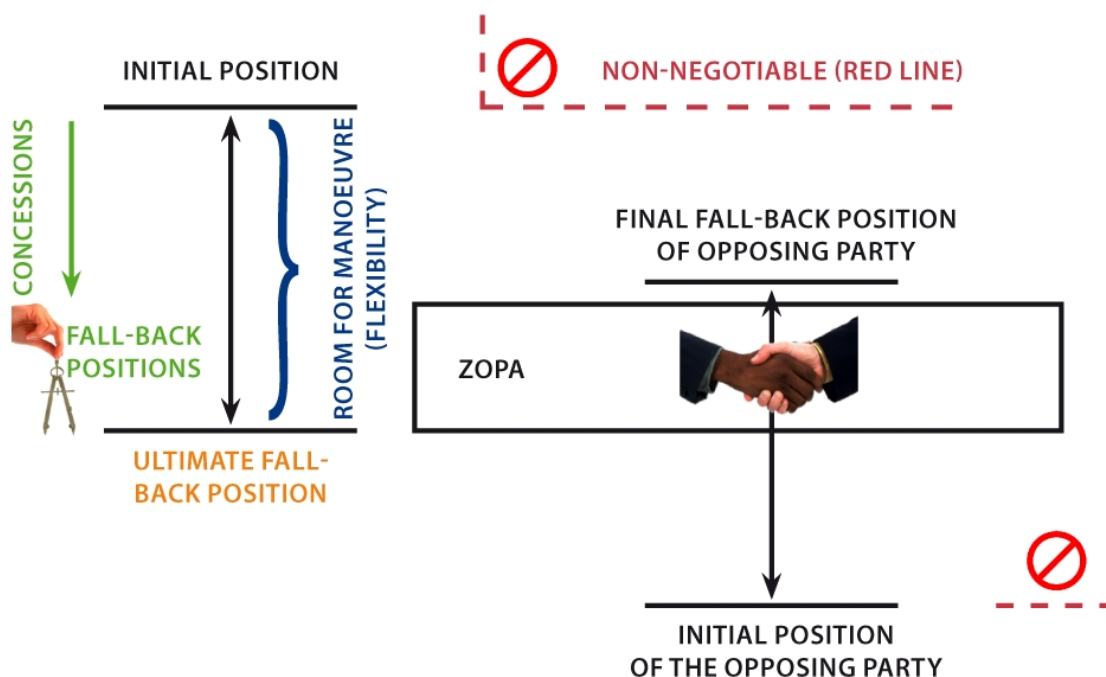 INITIAL POSITION
NON-NEGOTIABLE (RED LINE)
CONCESSIONS
ROOM FOR MANOEUVRE
(FLEXIBILITY)
FINAL FALL-BACK POSITION
OF OPPOSING PARTY
FALL-BACK
POSITIONS
ZOPA
ULTIMATE FALL-
BACK POSITION
INITIAL POSITION
OF THE OPPOSING PARTY